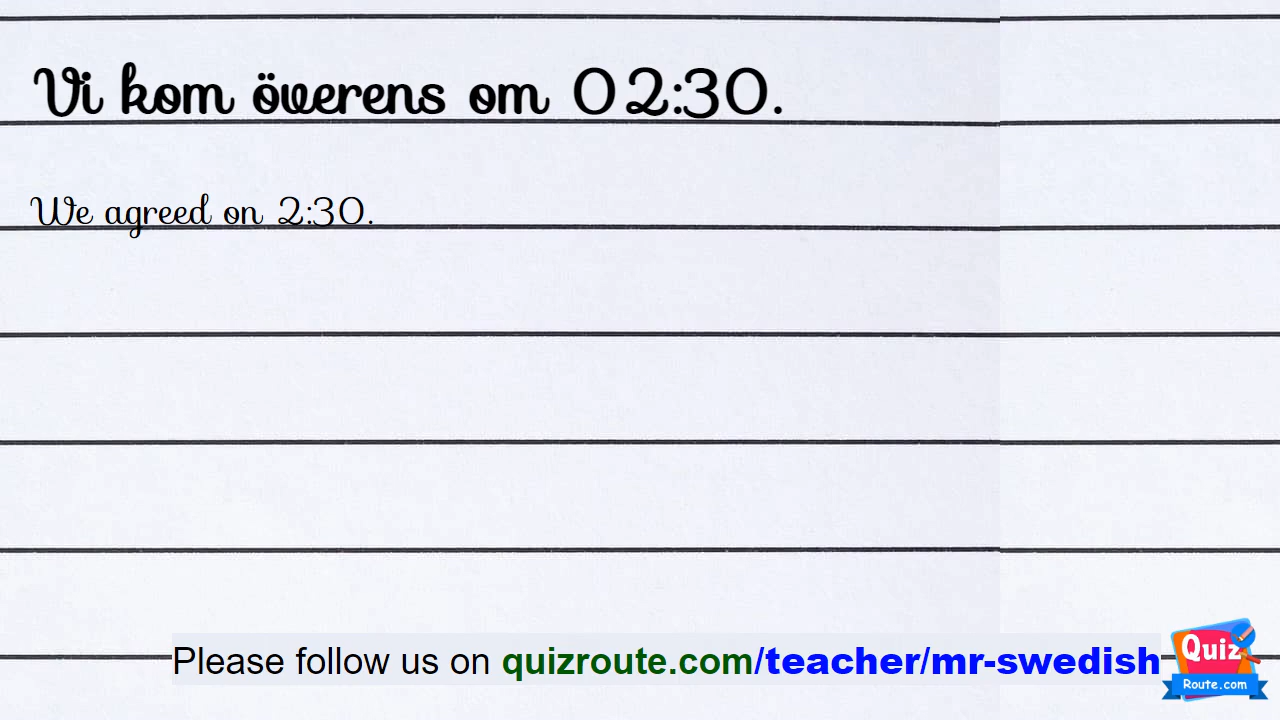 Vi kom överens om 02:30.
We agreed on 2:30.
Please follow us on quizroute.com/teacher/mr-swedish
Quiz
Route.com